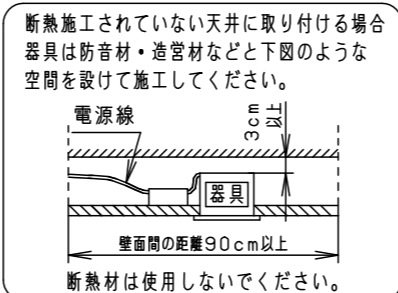 断熱施工されていない天井に取り付ける場合
器具は防音材・造営材などと下図のような
空間を設けて施工してください。
電源線
3cm
以上
器具
壁面間の距離90cm以上
断熱材は使用しないでください。